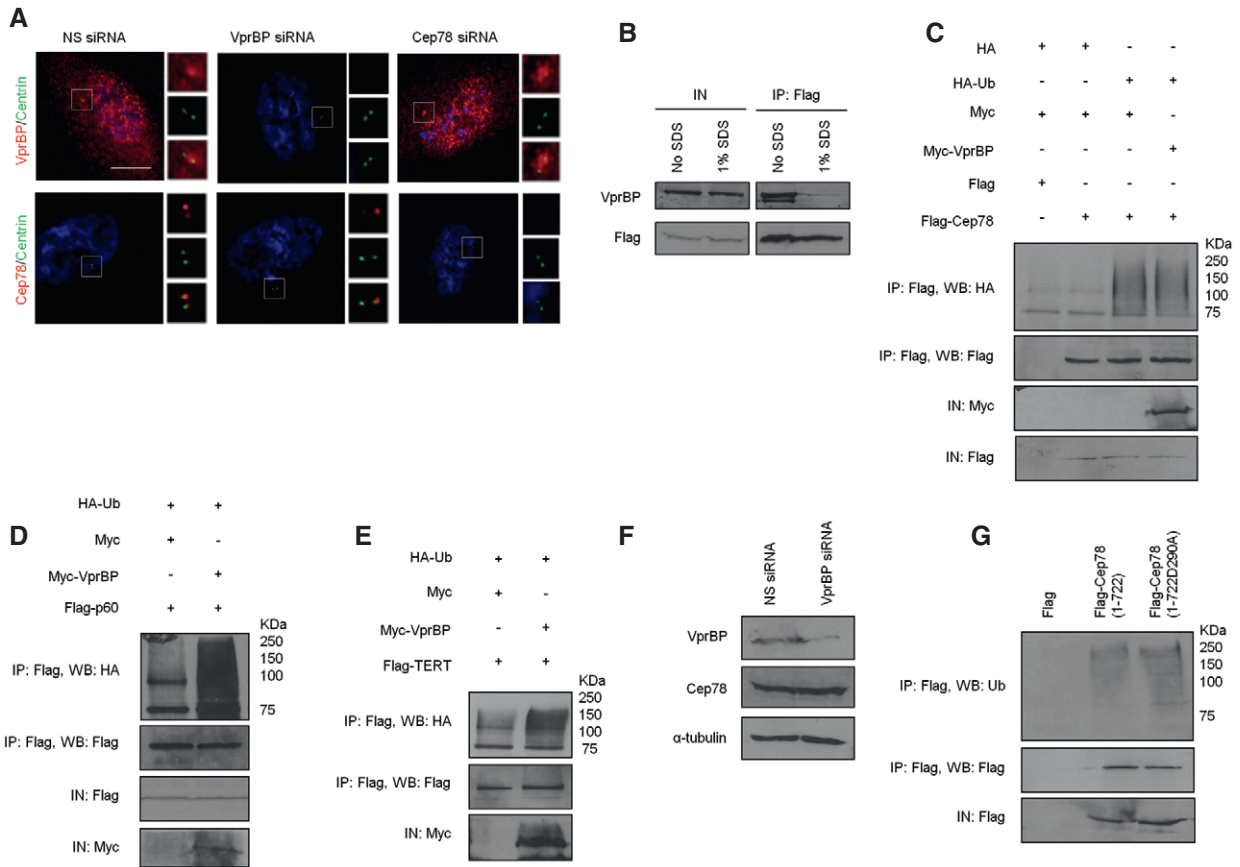 A
NS siRNA
VprBP siRNA
Cep78 siRNA
VprBP/Centrin
Cep78/Centrin
B
IN
IP: Flag
No SDS
1% SDS
No SDS
1% SDS
VprBP
Flag
C
HA + + - -
HA-Ub - - + +
Myc + + + -
Myc-VprBP - - - +
Flag + - - -
Flag-Cep78 - + + +
KDa
250
150
100
75
IP: Flag, WB: HA
IP: Flag, WB: Flag
IN: Myc
IN: Flag
D
HA-Ub + +
Myc + -
Myc-VprBP - +
Flag-p60 + +
KDa
250
150
100
75
IP: Flag, WB: HA
IP: Flag, WB: Flag
IN: Flag
IN: Myc
E
HA-Ub + +
Myc + -
Myc-VprBP - +
Flag-TERT + +
KDa
250
150
100
75
IP: Flag, WB: HA
IP: Flag, WB: Flag
IN: Myc
F
NS siRNA
VprBP siRNA
VprBP
Cep78
α-tubulin
G
Flag
Flag-Cep78
(1-722)
Flag-Cep78
(1-722D290A)
KDa
250
150
100
75
IP: Flag, WB: Ub
IP: Flag, WB: Flag
IN: Flag